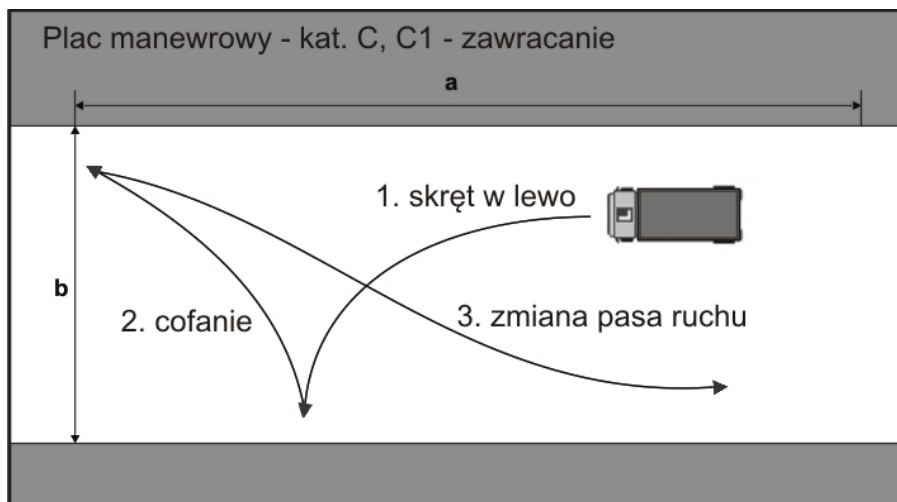 Plac manewrowy - kat. C, C1 - zawracanie
a
1. skręt w lewo
b
2. cofanie
3. zmiana pasa ruchu